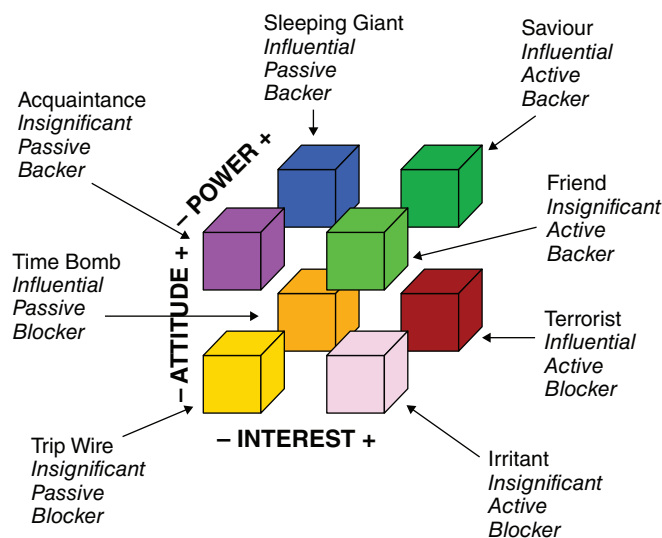 Sleeping Giant
Influential
Passive
Backer
Saviour
Influential
Active
Backer
Acquaintance
Insignificant
Passive
Backer
– POWER +
Friend
Insignificant
Active
Backer
Time Bomb
Influential
Passive
Blocker
– ATTITUDE +
Terrorist
Influential
Active
Blocker
– INTEREST +
Trip Wire
Insignificant
Passive
Blocker
Irritant
Insignificant
Active
Blocker